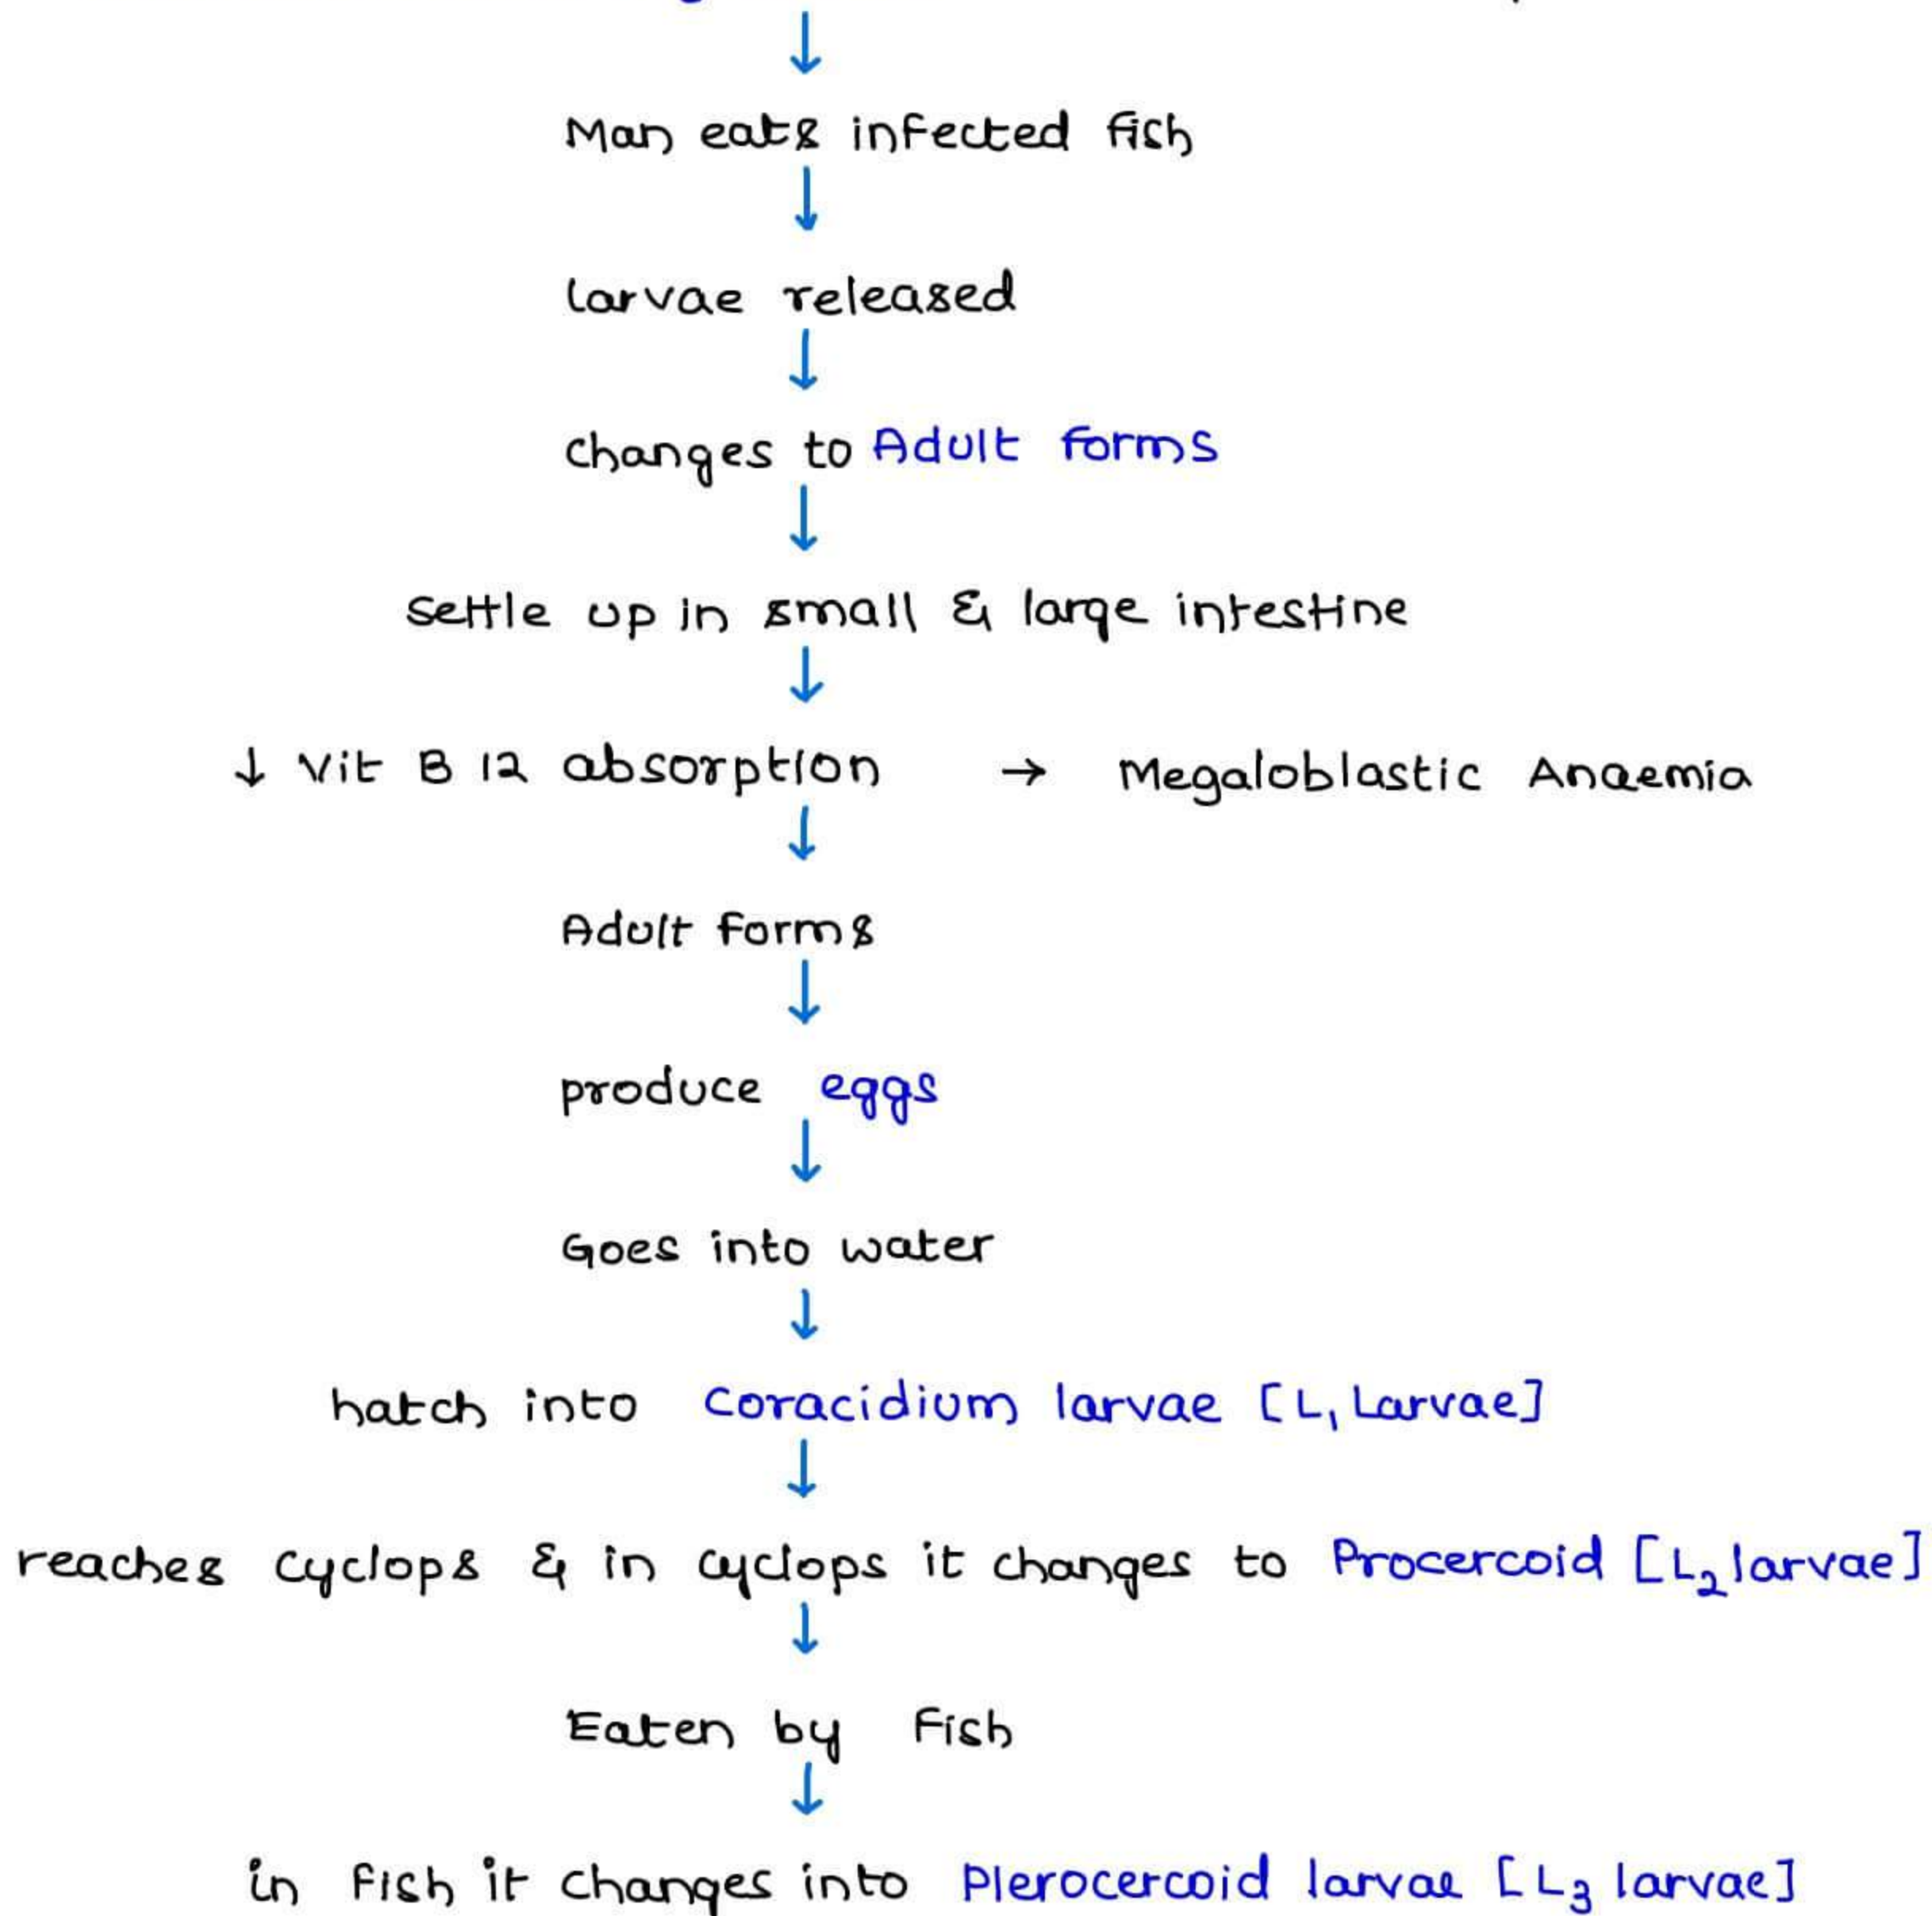 Man eats infected fish
larvae released
changes to Adult forms
settle up in small & large intestine
↓ Vit B 12 absorption → Megaloblastic Anaemia
Adult forms
produce eggs
Goes into water
hatch into Coracidium larvae [L₁ Larvae]
reaches cyclops & in cyclops it changes to Procercoid [L₂ larvae]
Eaten by Fish
in fish it changes into Plerocercoid larvae [L₃ larvae]